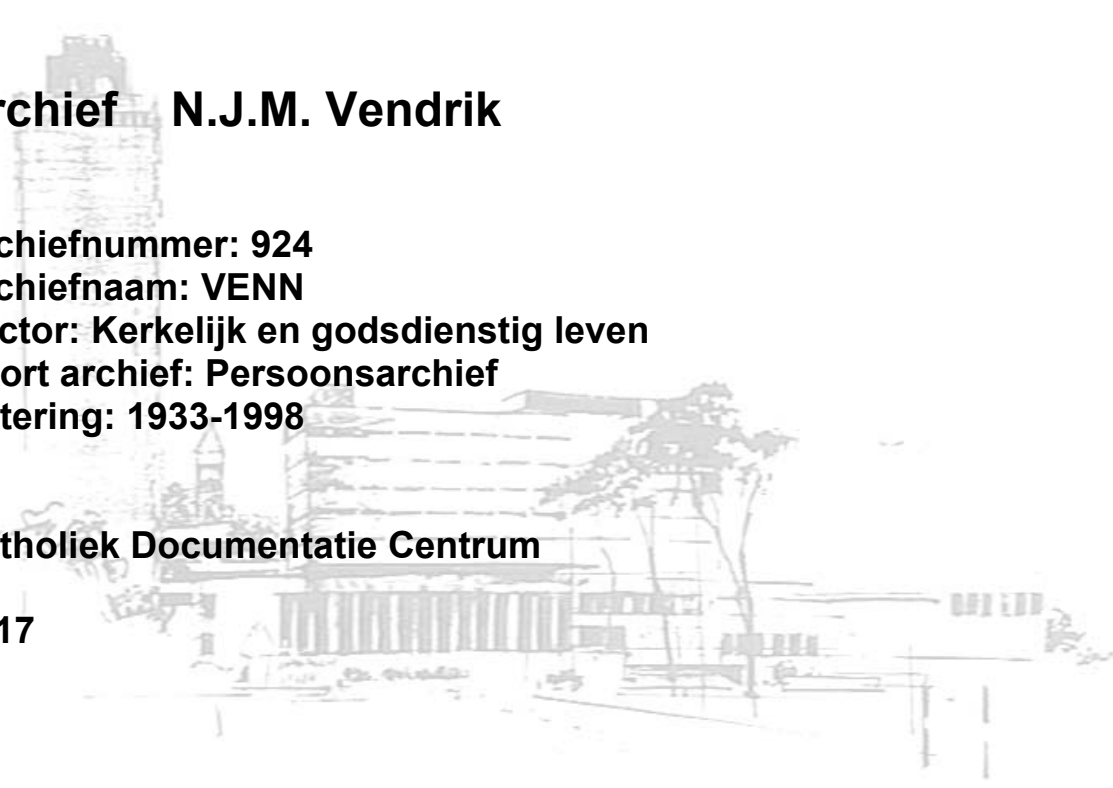 rchief N.J.M. Vendrik
chiefnummer: 924
chiefnaam: VENN
ctor: Kerkelijk en godsdienstig leven
ort archief: Persoonsarchief
tering: 1933-1998
tholiek Documentatie Centrum
17